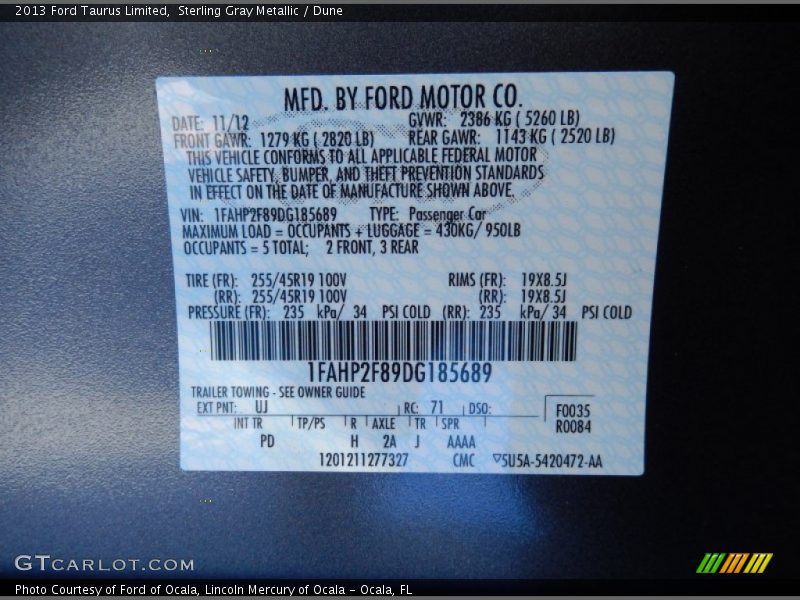 2013 Ford Taurus Limited,  Sterling Gray Metallic / Dune
MFD. BY FORD MOTOR CO.
DATE: 11/12 GVWR: 2386 KG ( 5260 LB)
FRONT GAWR: 1279 KG ( 2820 LB) REAR GAWR: 1143 KG ( 2520 LB)
THIS VEHICLE CONFORMS TO ALL APPLICABLE FEDERAL MOTOR
VEHICLE SAFETY, BUMPER, AND THEFT PREVENTION STANDARDS
IN EFFECT ON THE DATE OF MANUFACTURE SHOWN ABOVE.
VIN: 1FAHP2F89DG185689 TYPE: Passenger Car
MAXIMUM LOAD = OCCUPANTS + LUGGAGE = 430KG/ 950LB
OCCUPANTS = 5 TOTAL; 2 FRONT, 3 REAR
TIRE (FR): 255/45R19 100V RIMS (FR): 19X8.5J
(RR): 255/45R19 100V (RR): 19X8.5J
PRESSURE (FR): 235 kPa/ 34 PSI COLD (RR): 235 kPa/ 34 PSI COLD
1FAHP2F89DG185689
TRAILER TOWING - SEE OWNER GUIDE
EXT PNT: UJ RC: 71 DSO: F0035
INT TR TP/PS R AXLE TR SPR R0084
PD H 2A J AAAA
1201211277327 CMC ▽5U5A-5420472-AA
GTCARLOT.COM
Photo Courtesy of Ford of Ocala, Lincoln Mercury of Ocala - Ocala, FL